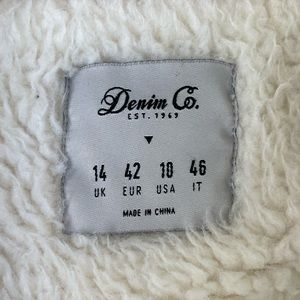 Denim Co.
EST. 1969
14 42 10 46
UK EUR USA IT
MADE IN CHINA